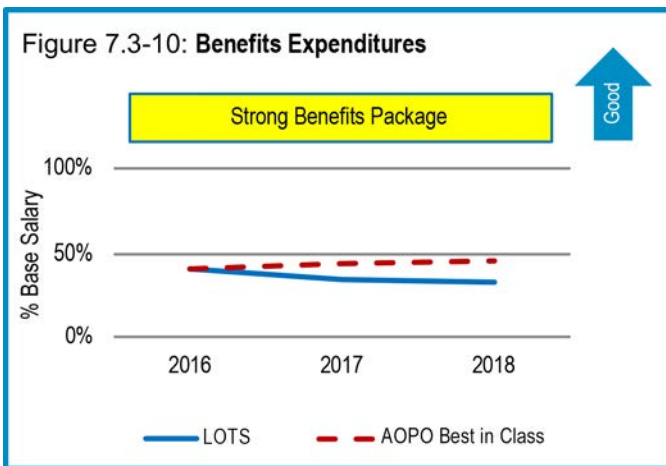 Figure 7.3-10: Benefits Expenditures
Good
Strong Benefits Package
100%
50%
0%
% Base Salary
2016 2017 2018
LOTS AOPO Best in Class